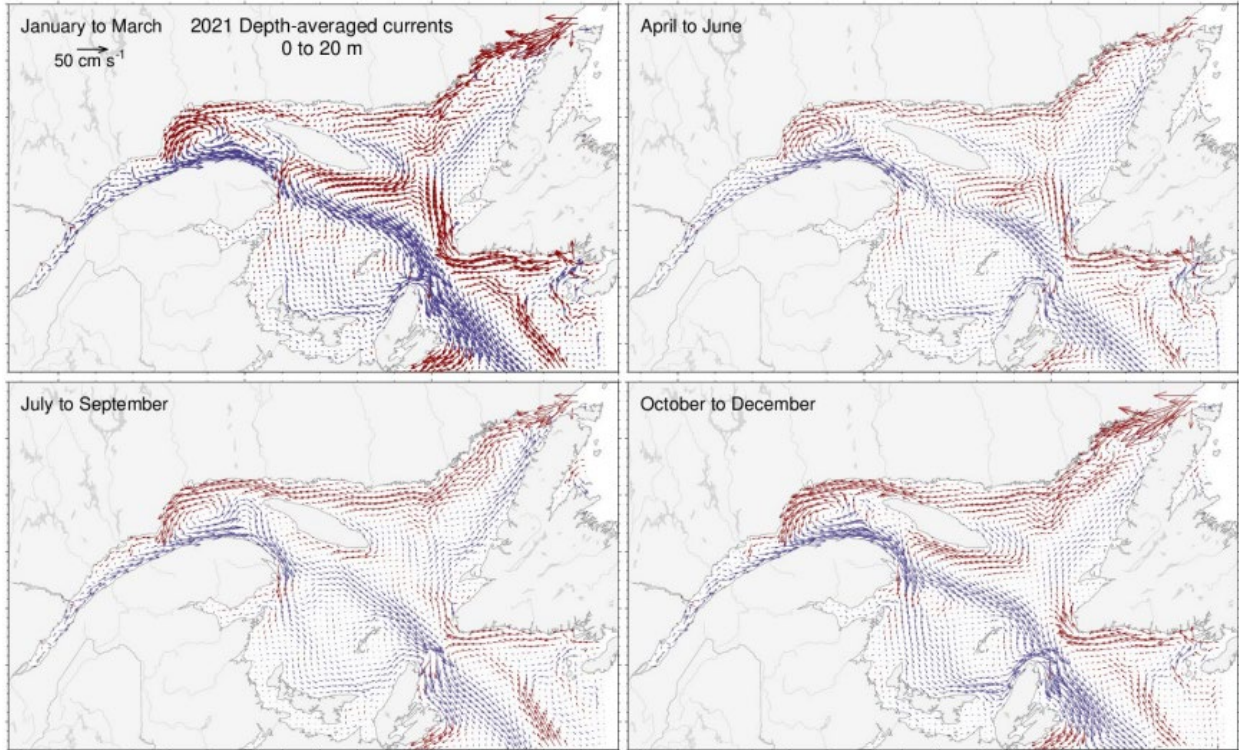 January to March
2021 Depth-averaged currents
0 to 20 m
50 cm s⁻¹
April to June
July to September
October to December